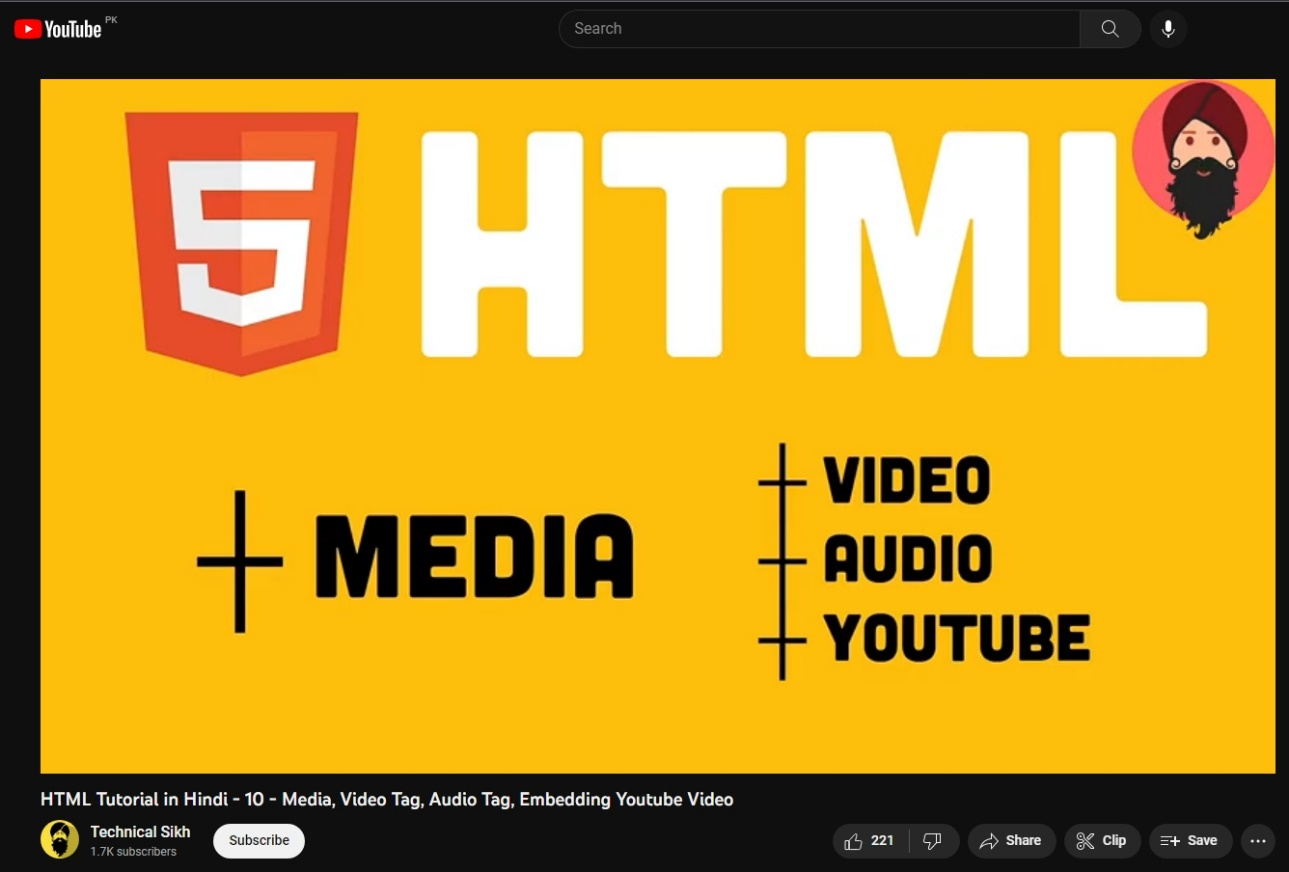 YouTube PK
Search
5 HTML
MEDIA
VIDEO
AUDIO
YOUTUBE
HTML Tutorial in Hindi - 10 - Media, Video Tag, Audio Tag, Embedding Youtube Video
Technical Sikh
1.7K subscribers
Subscribe
221
Share
Clip
Save